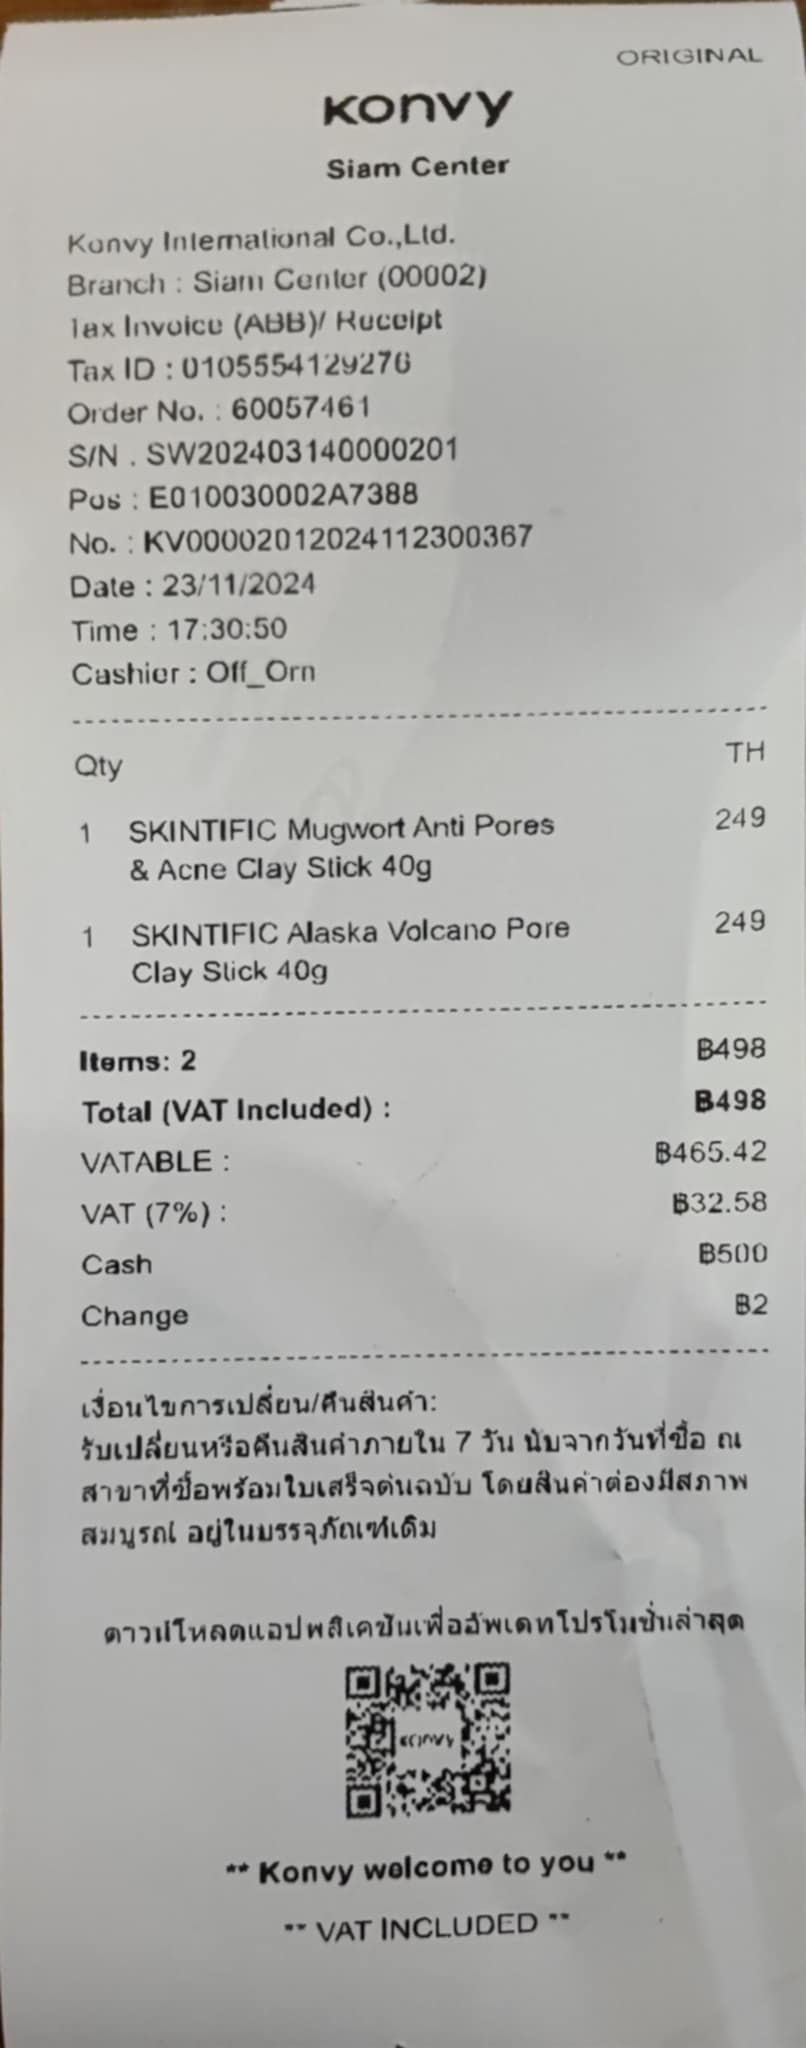 ORIGINAL
Konvy
Siam Center
Konvy International Co.,Ltd.
Branch : Siam Center (00002)
Tax Invoice (ABB)/ Receipt
Tax ID : 0105554129276
Order No. : 60057461
S/N : SW202403140000201
Pos : E010030002A7388
No. : KV00002012024112300367
Date : 23/11/2024
Time : 17:30:50
Cashier : Off_Orn
Qty TH
1 SKINTIFIC Mugwort Anti Pores 249
& Acne Clay Stick 40g
1 SKINTIFIC Alaska Volcano Pore 249
Clay Stick 40g
Items: 2 ฿498
Total (VAT Included) : ฿498
VATABLE : ฿465.42
VAT (7%) : ฿32.58
Cash ฿500
Change ฿2
เงื่อนไขการเปลี่ยน/คืนสินค้า:
รับเปลี่ยนหรือคืนสินค้าภายใน 7 วัน นับจากวันที่ซื้อ ณ
สาขาที่ซื้อพร้อมใบเสร็จต้นฉบับ โดยสินค้าต้องมีสภาพ
สมบูรณ์ อยู่ในบรรจุภัณฑ์เดิม
ดาวน์โหลดแอปพลิเคชันเพื่ออัพเดทโปรโมชั่นล่าสุด
KONVY
** Konvy welcome to you **
** VAT INCLUDED **